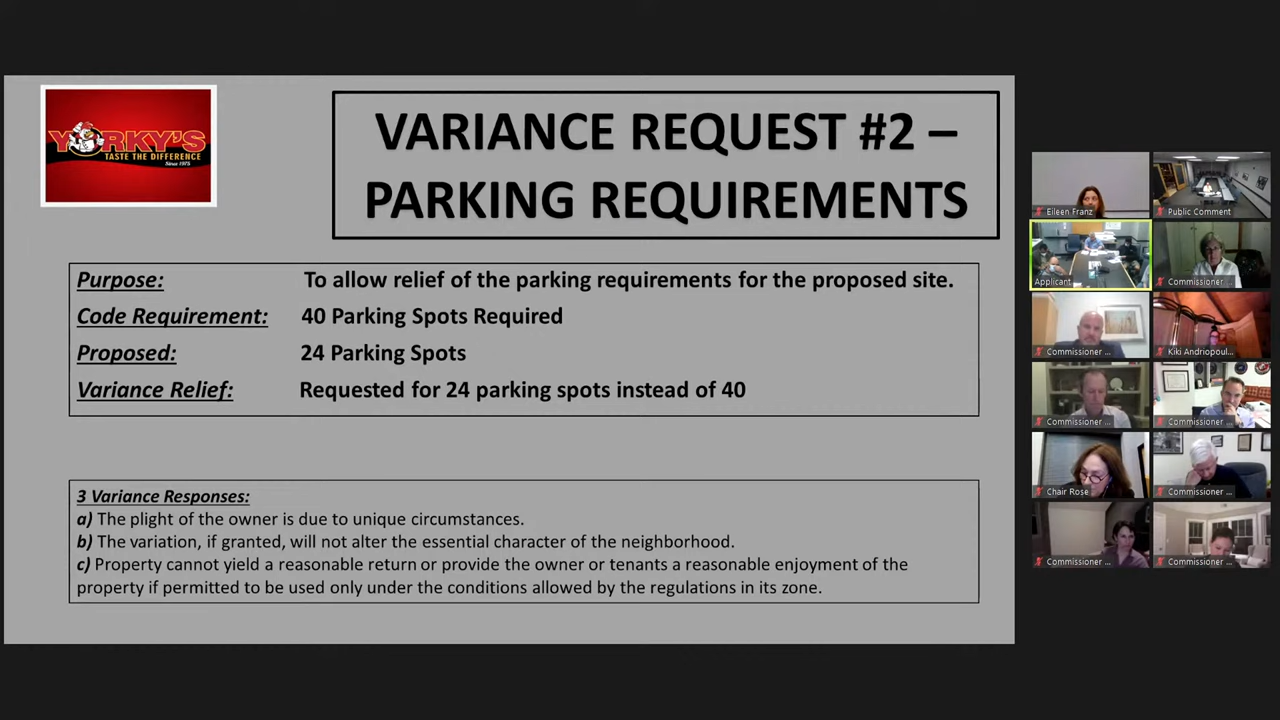 YORKY'S
TASTE THE DIFFERENCE
Since 1975
VARIANCE REQUEST #2 –
PARKING REQUIREMENTS
Purpose: To allow relief of the parking requirements for the proposed site.
Code Requirement: 40 Parking Spots Required
Proposed: 24 Parking Spots
Variance Relief: Requested for 24 parking spots instead of 40
3 Variance Responses:
a) The plight of the owner is due to unique circumstances.
b) The variation, if granted, will not alter the essential character of the neighborhood.
c) Property cannot yield a reasonable return or provide the owner or tenants a reasonable enjoyment of the
property if permitted to be used only under the conditions allowed by the regulations in its zone.
Eileen Franz
Public Comment
Applicant
Commissioner ...
Commissioner ...
Kiki Andriopoul...
Commissioner ...
Commissioner ...
Chair Rose
Commissioner ...
Commissioner ...
Commissioner ...